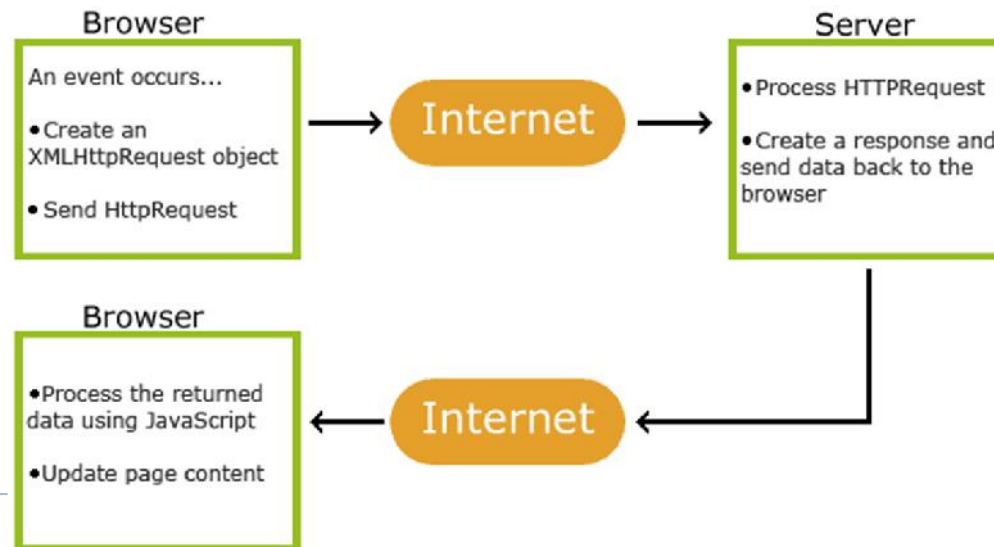 Browser
An event occurs...
•Create an
XMLHttpRequest object
•Send HttpRequest
Internet
Server
•Process HTTPRequest
•Create a response and
send data back to the
browser
Browser
•Process the returned
data using JavaScript
•Update page content
Internet